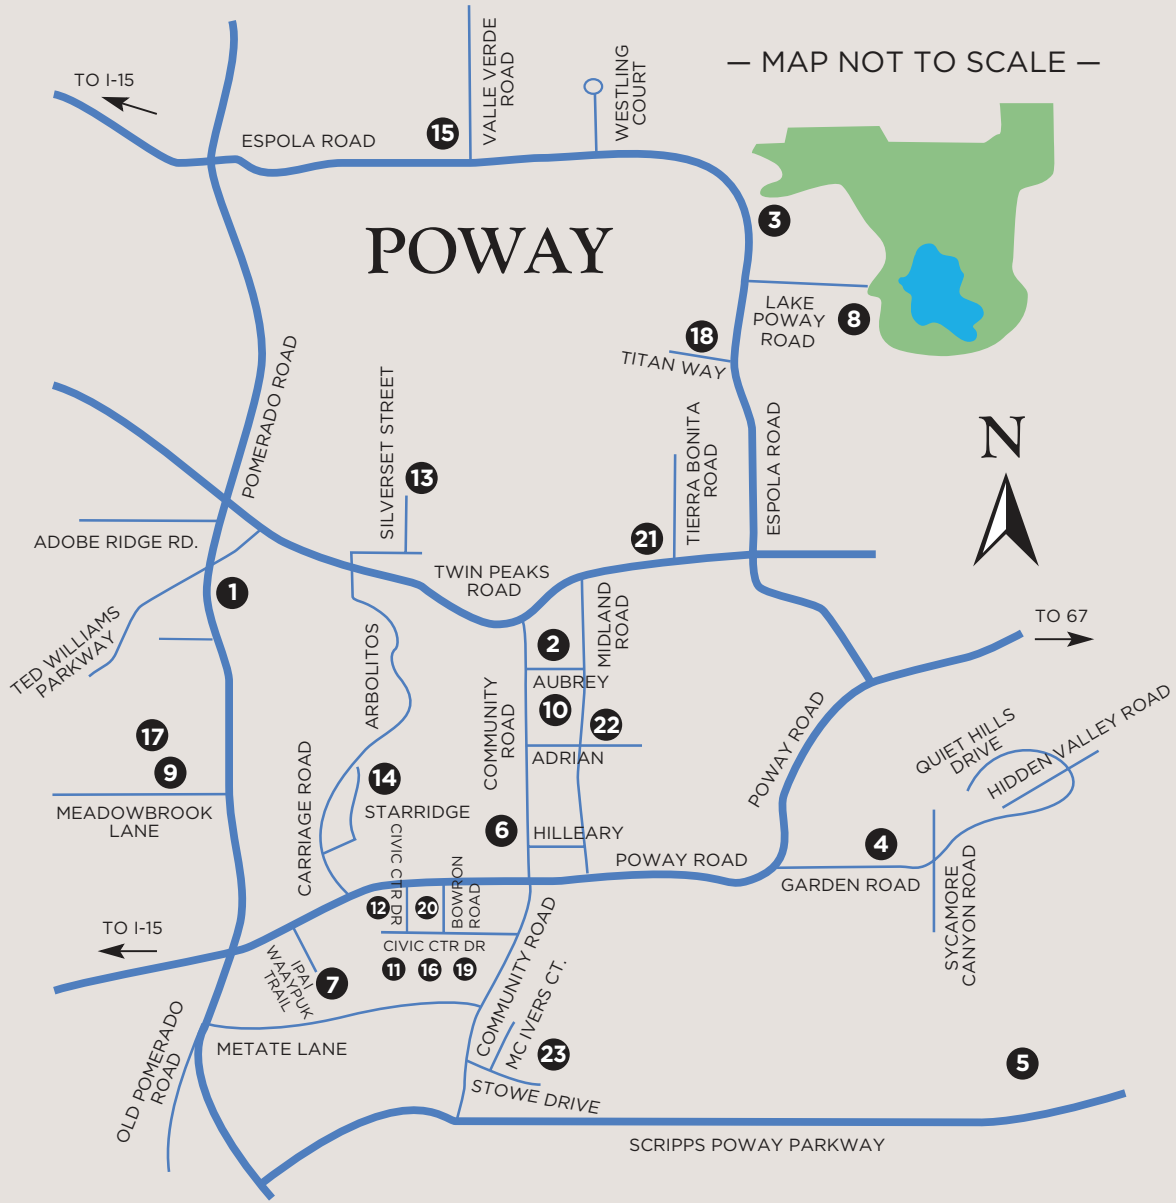 — MAP NOT TO SCALE —
TO I-15
ESPOLA ROAD
15
VALLE VERDE
ROAD
WESTLING
COURT
POWAY
3
LAKE
POWAY
ROAD
8
18
TITAN WAY
POMERADO ROAD
SILVERSET STREET
13
TIERRA BONITA
ROAD
ESPOLA ROAD
N
ADOBE RIDGE RD.
21
TWIN PEAKS
ROAD
1
TED WILLIAMS
PARKWAY
ARBOLITOS
2
MIDLAND
ROAD
AUBREY
10
22
ADRIAN
COMMUNITY
ROAD
TO 67
POWAY ROAD
QUIET HILLS
DRIVE
HIDDEN VALLEY ROAD
17
9
MEADOWBROOK
LANE
CARRIAGE ROAD
14
STARRIDGE
6
HILLEARY
POWAY ROAD
4
GARDEN ROAD
SYCAMORE
CANYON ROAD
CIVIC CTR DR
12
20
BOWRON
ROAD
CIVIC CTR DR
11
16
19
TO I-15
IPAI
WAAYPUK
TRAIL
7
COMMUNITY ROAD
MC IVERS CT.
23
METATE LANE
OLD POMERADO
ROAD
STOWE DRIVE
5
SCRIPPS POWAY PARKWAY